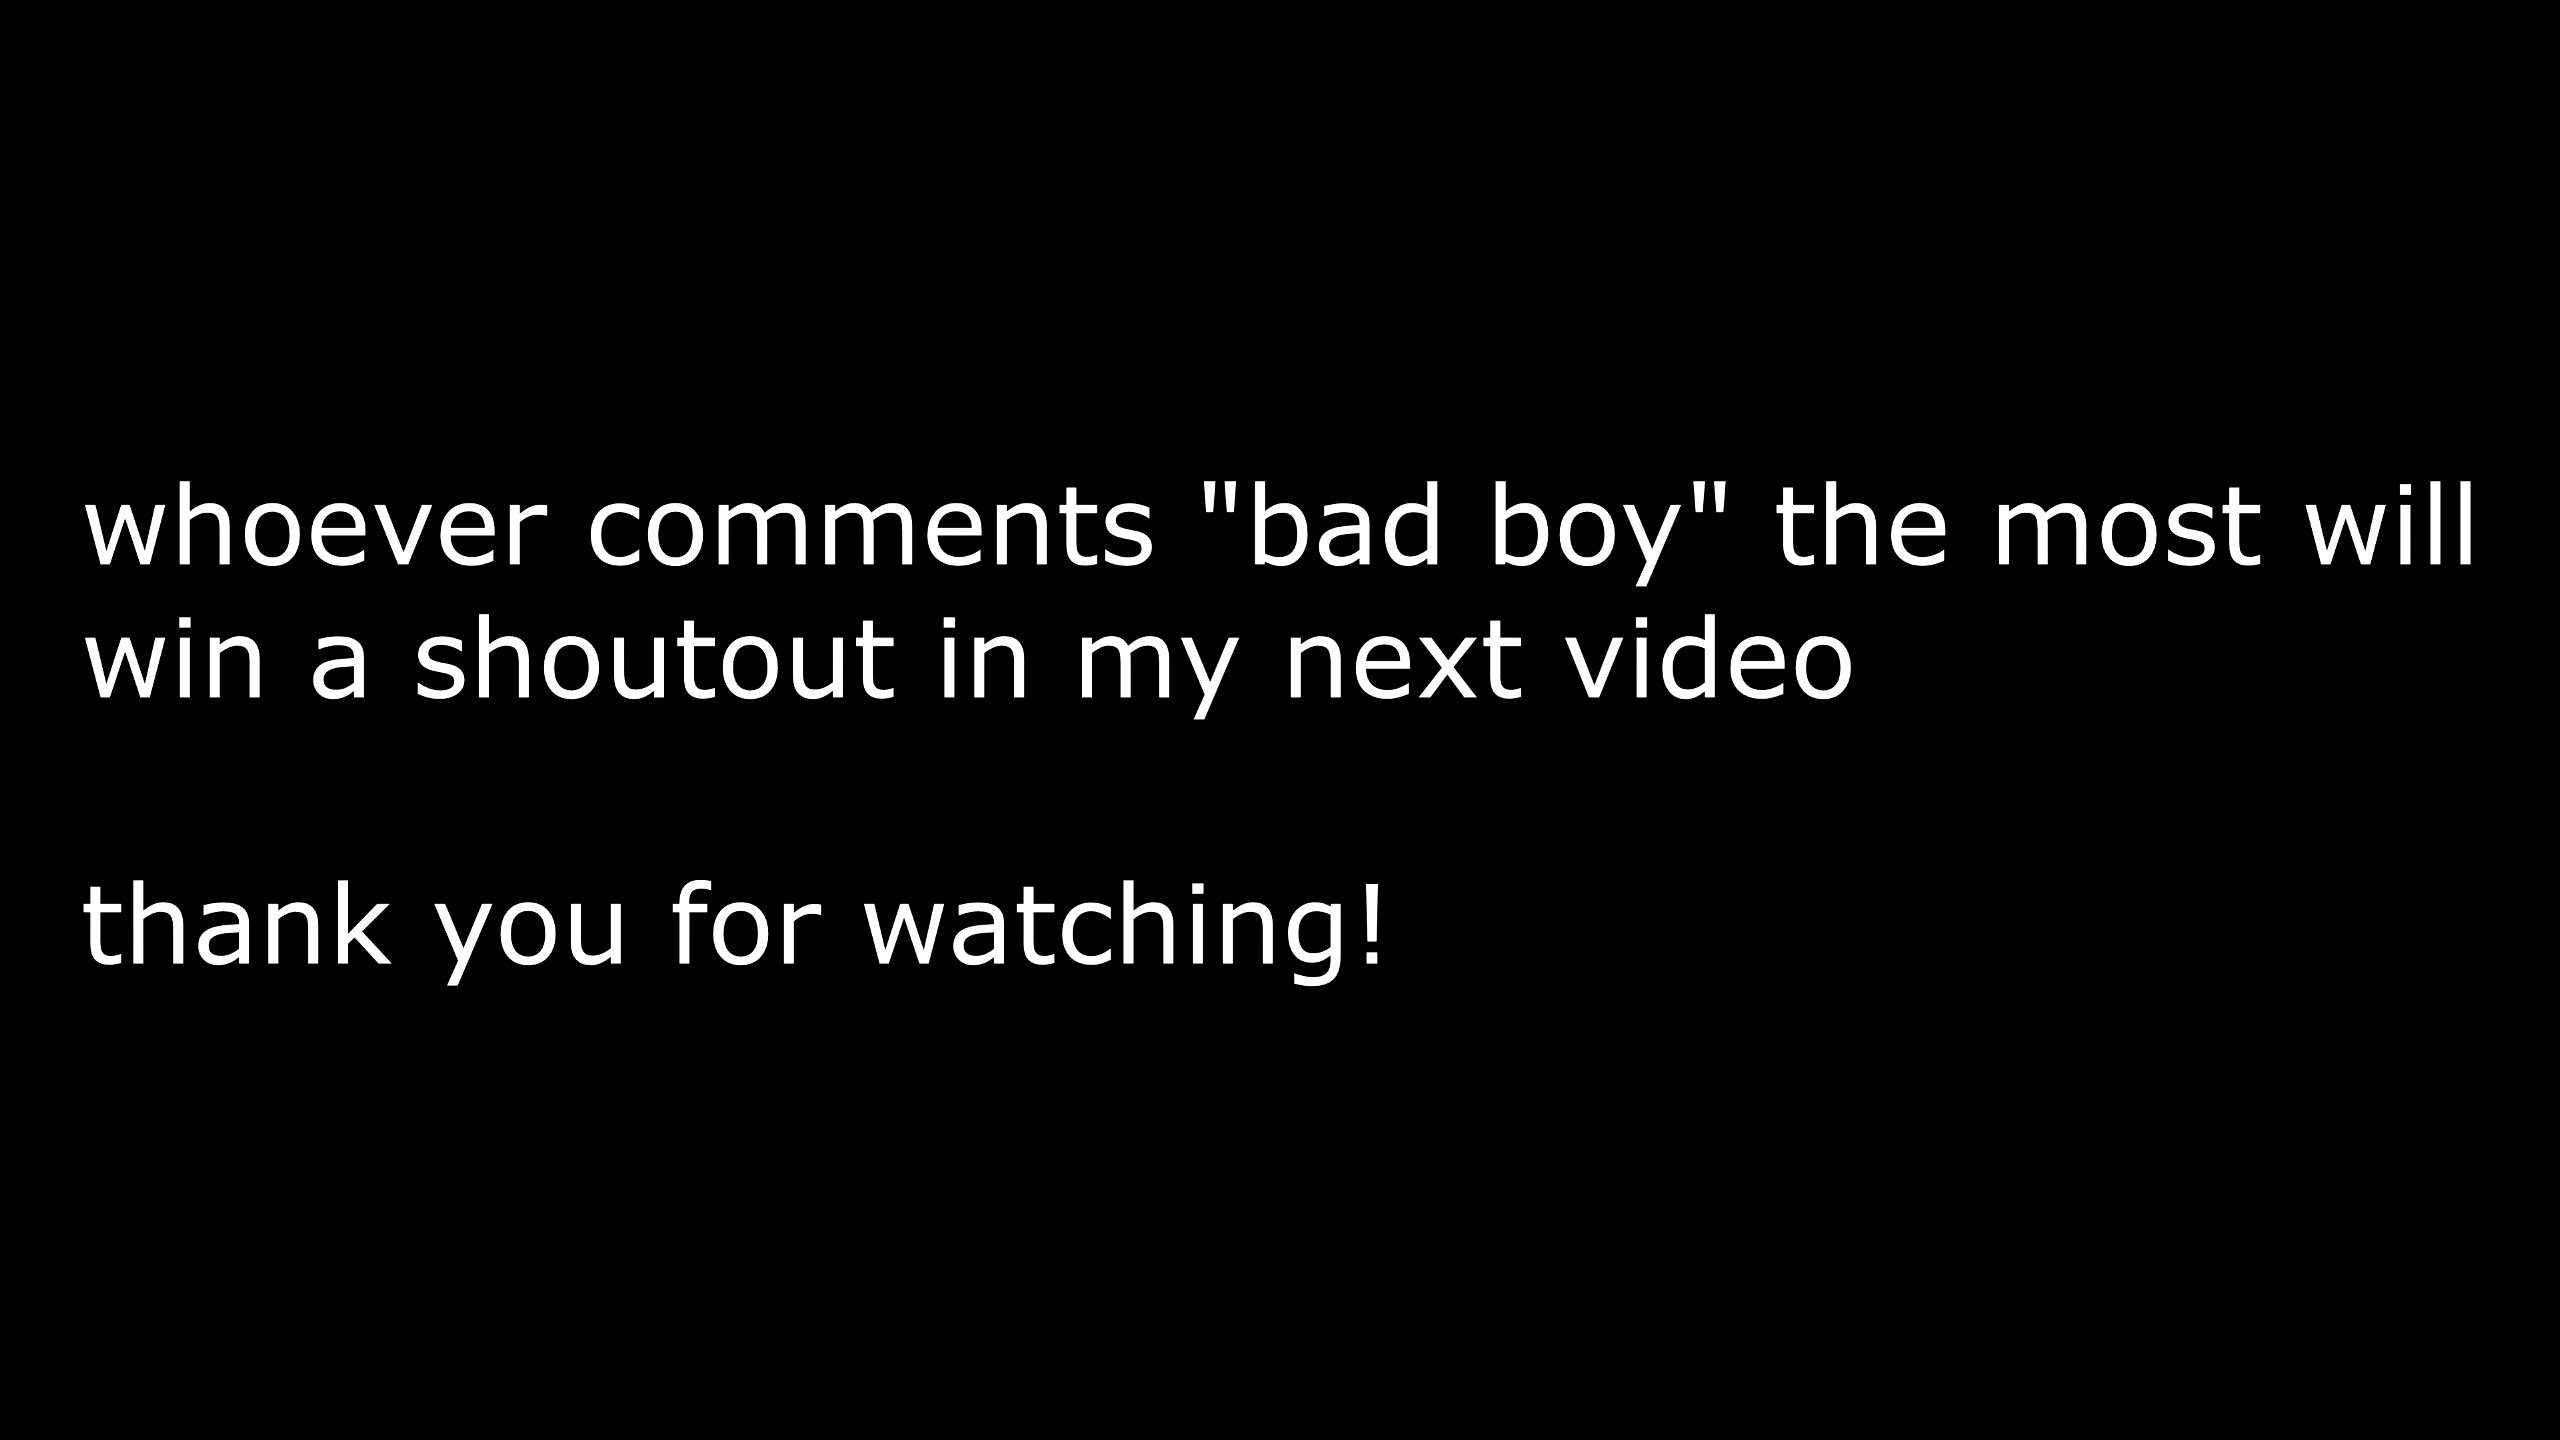 whoever comments "bad boy" the most will
win a shoutout in my next video
thank you for watching!